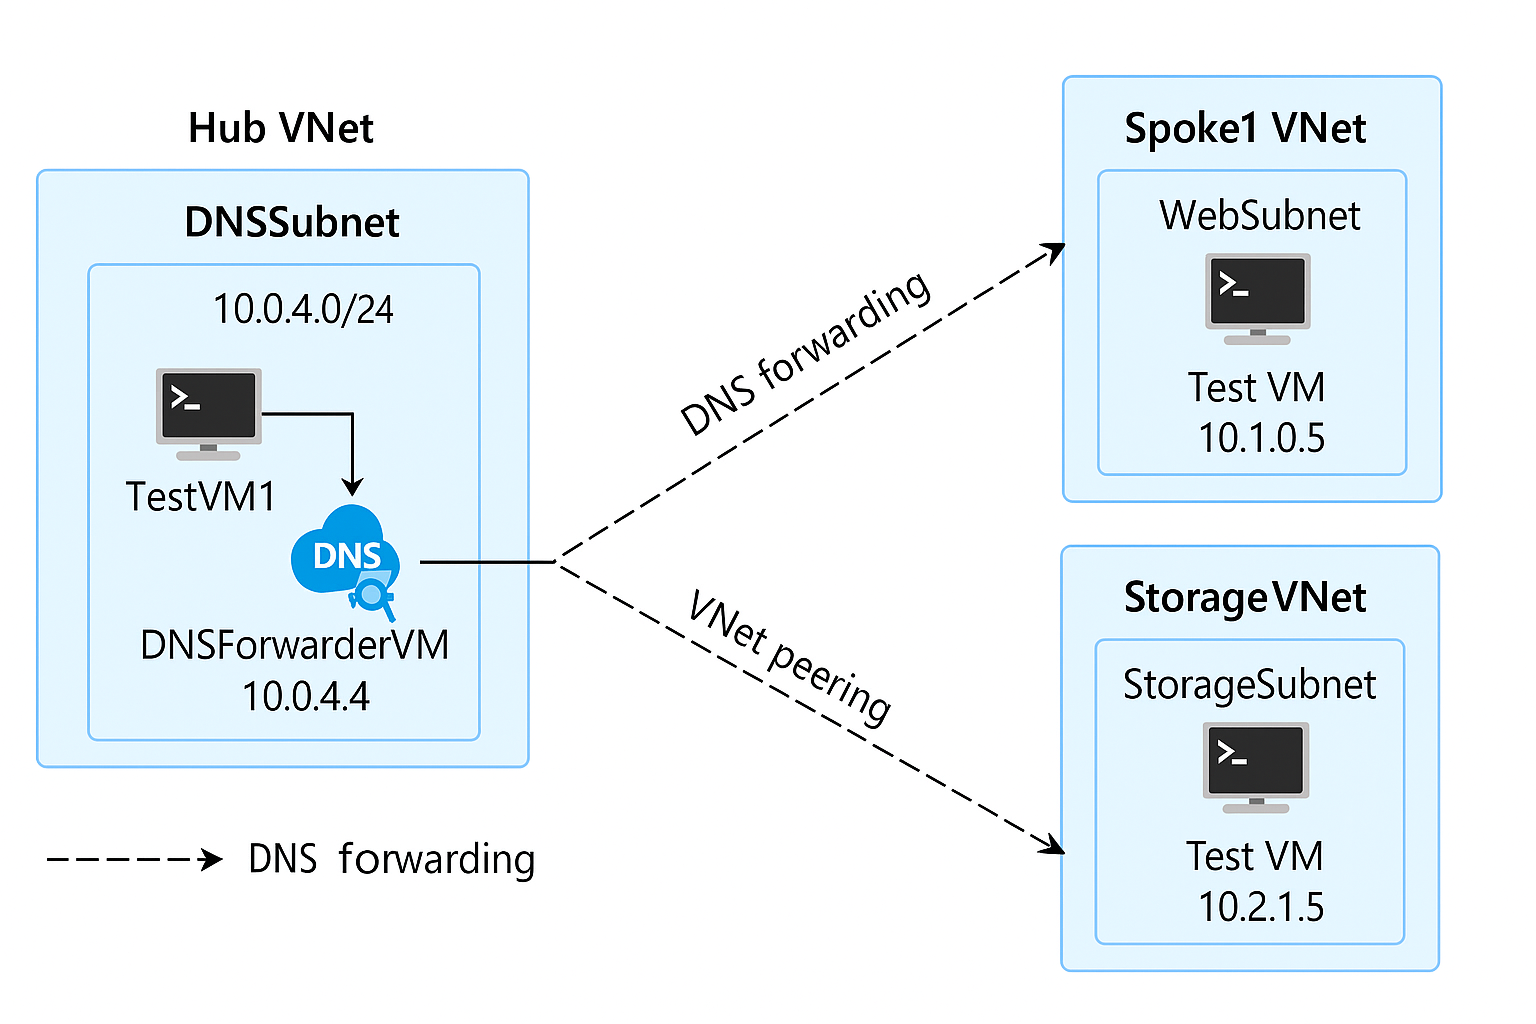 Hub VNet
DNSSubnet
10.0.4.0/24
>_
TestVM1
DNS
DNSForwarderVM
10.0.4.4
DNS forwarding
VNet peering
Spoke1 VNet
WebSubnet
>_
Test VM
10.1.0.5
StorageVNet
StorageSubnet
>_
Test VM
10.2.1.5
DNS forwarding